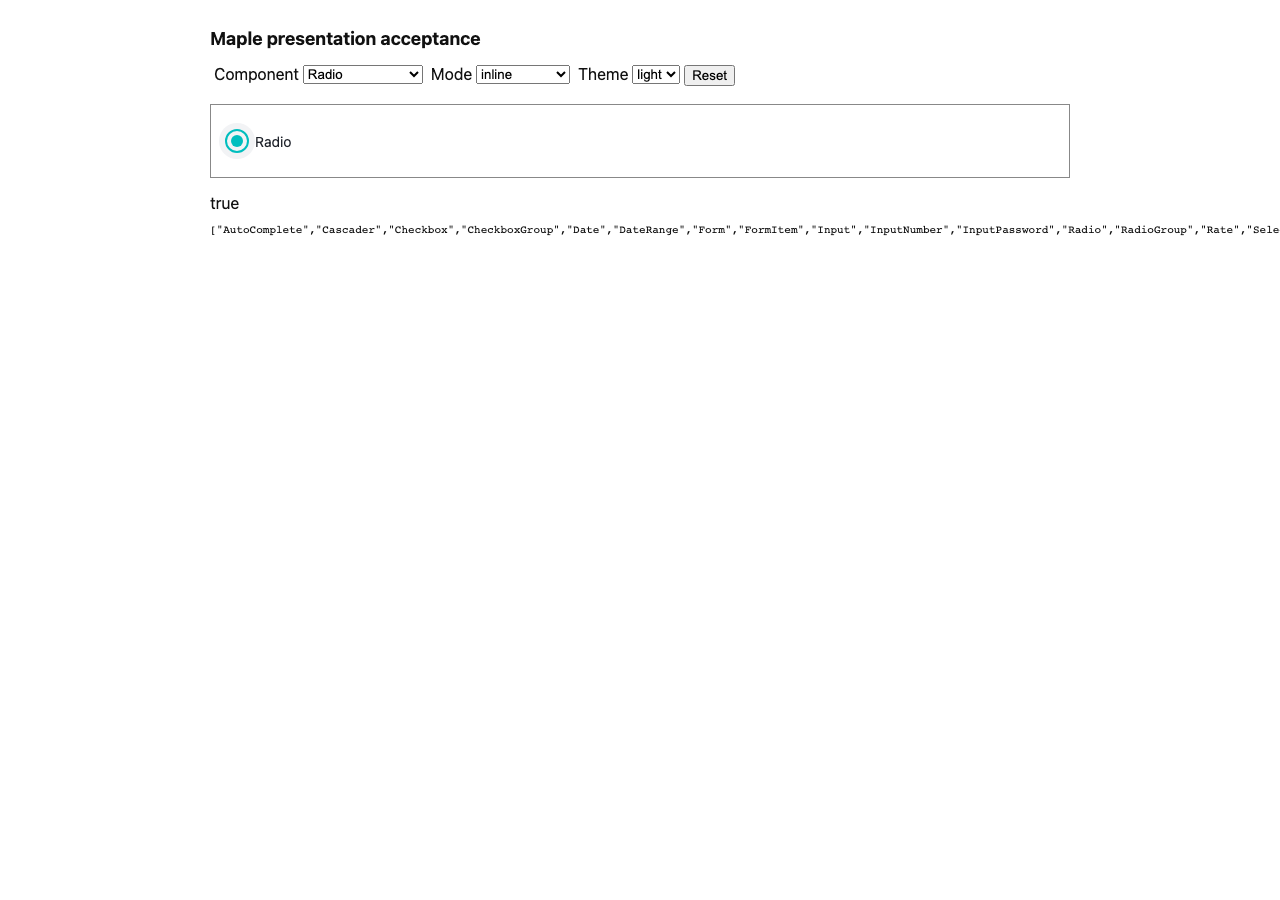 Maple presentation acceptance
Component Radio Mode inline Theme light Reset
Radio
true
["AutoComplete","Cascader","Checkbox","CheckboxGroup","Date","DateRange","Form","FormItem","Input","InputNumber","InputPassword","Radio","RadioGroup","Rate","Sele